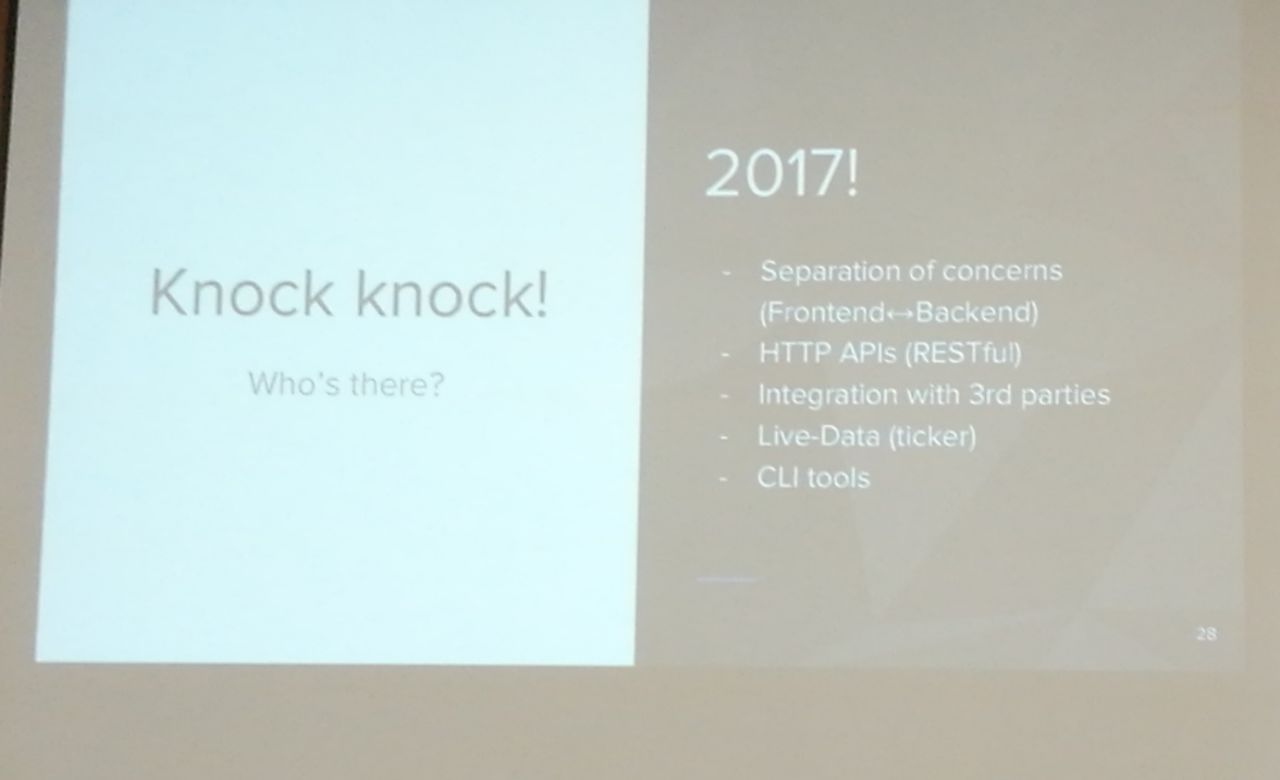 Knock knock!
Who's there?
2017!
- Separation of concerns
(Frontend↔Backend)
- HTTP APIs (RESTful)
- Integration with 3rd parties
- Live-Data (ticker)
- CLI tools
28